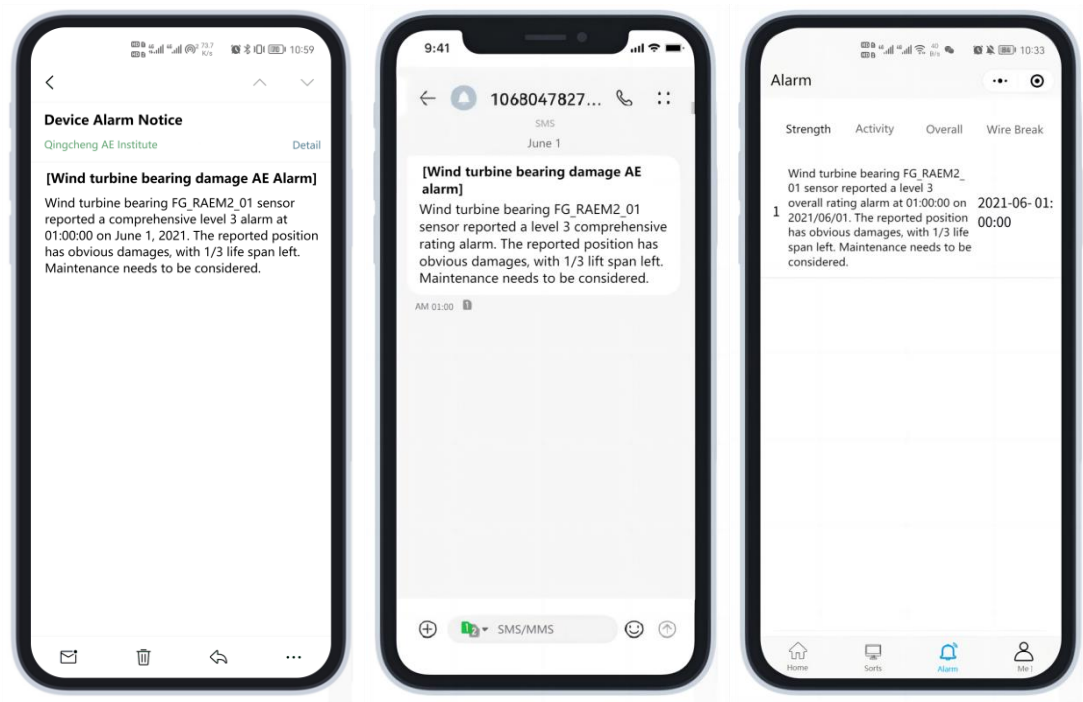 73.7
K/s
10:59
Device Alarm Notice
Qingcheng AE Institute
Detail
[Wind turbine bearing damage AE Alarm]
Wind turbine bearing FG_RAEM2_01 sensor
reported a comprehensive level 3 alarm at
01:00:00 on June 1, 2021. The reported position
has obvious damages, with 1/3 life span left.
Maintenance needs to be considered.
9:41
1068047827...
SMS
June 1
[Wind turbine bearing damage AE
alarm]
Wind turbine bearing FG_RAEM2_01
sensor reported a level 3 comprehensive
rating alarm. The reported position has
obvious damages, with 1/3 lift span left.
Maintenance needs to be considered.
AM 01:00
1
1 2
SMS/MMS
10:33
Alarm
Strength
Activity
Overall
Wire Break
1
Wind turbine bearing FG_RAEM2_
01 sensor reported a level 3
overall rating alarm at 01:00:00 on
2021/06/01. The reported position
has obvious damages, with 1/3 life
span left. Maintenance needs to be
considered.
2021-06- 01:
00:00
Home
Sorts
Alarm
Me